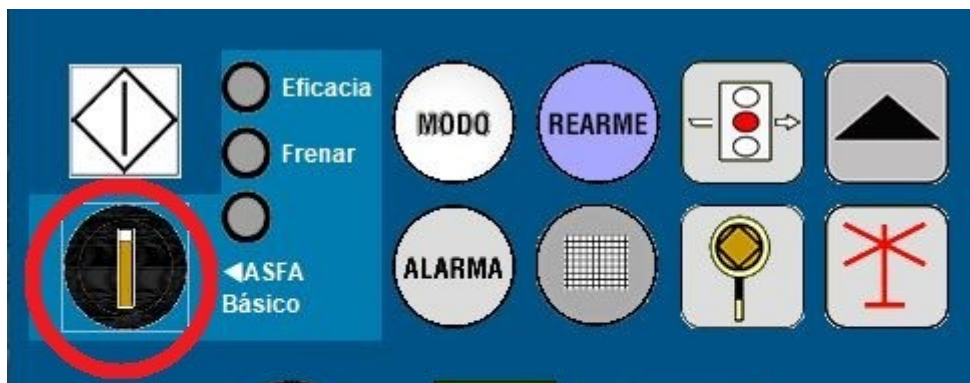 Eficacia
Frenar
◀ASFA
Básico
MODO
REARME
ALARMA